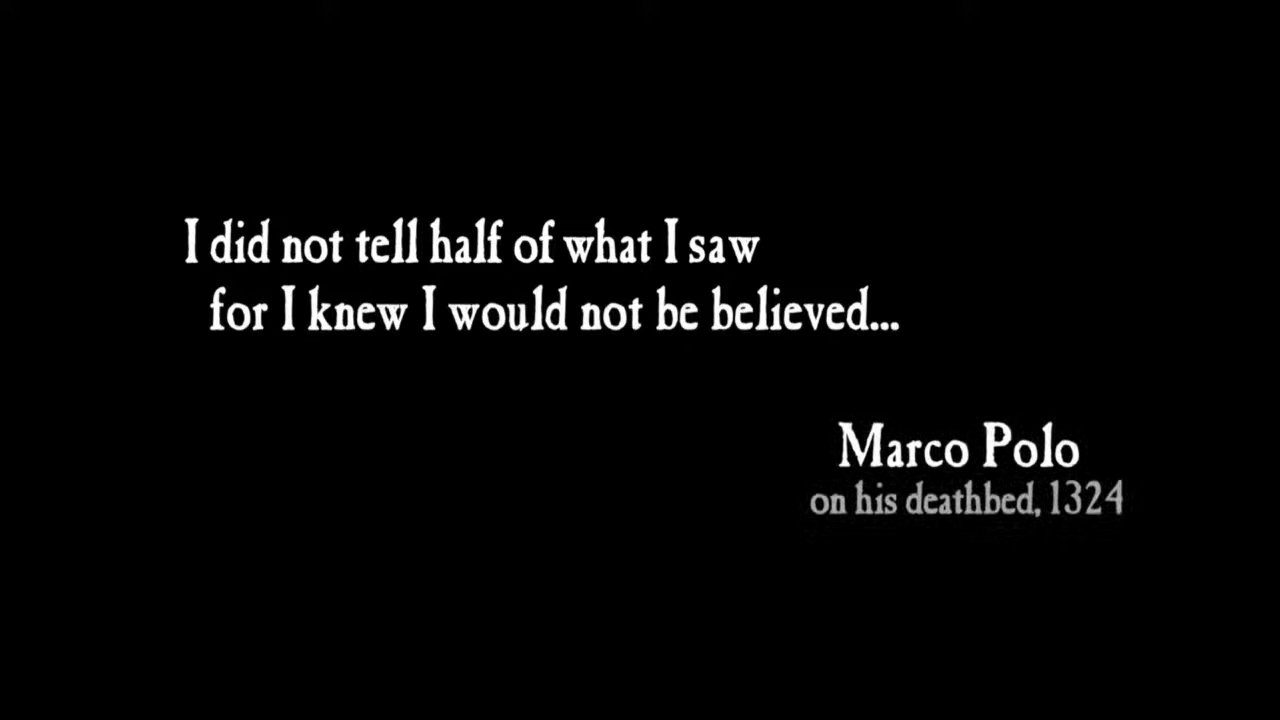 I did not tell half of what I saw
for I knew I would not be believed...
Marco Polo
on his deathbed, 1324